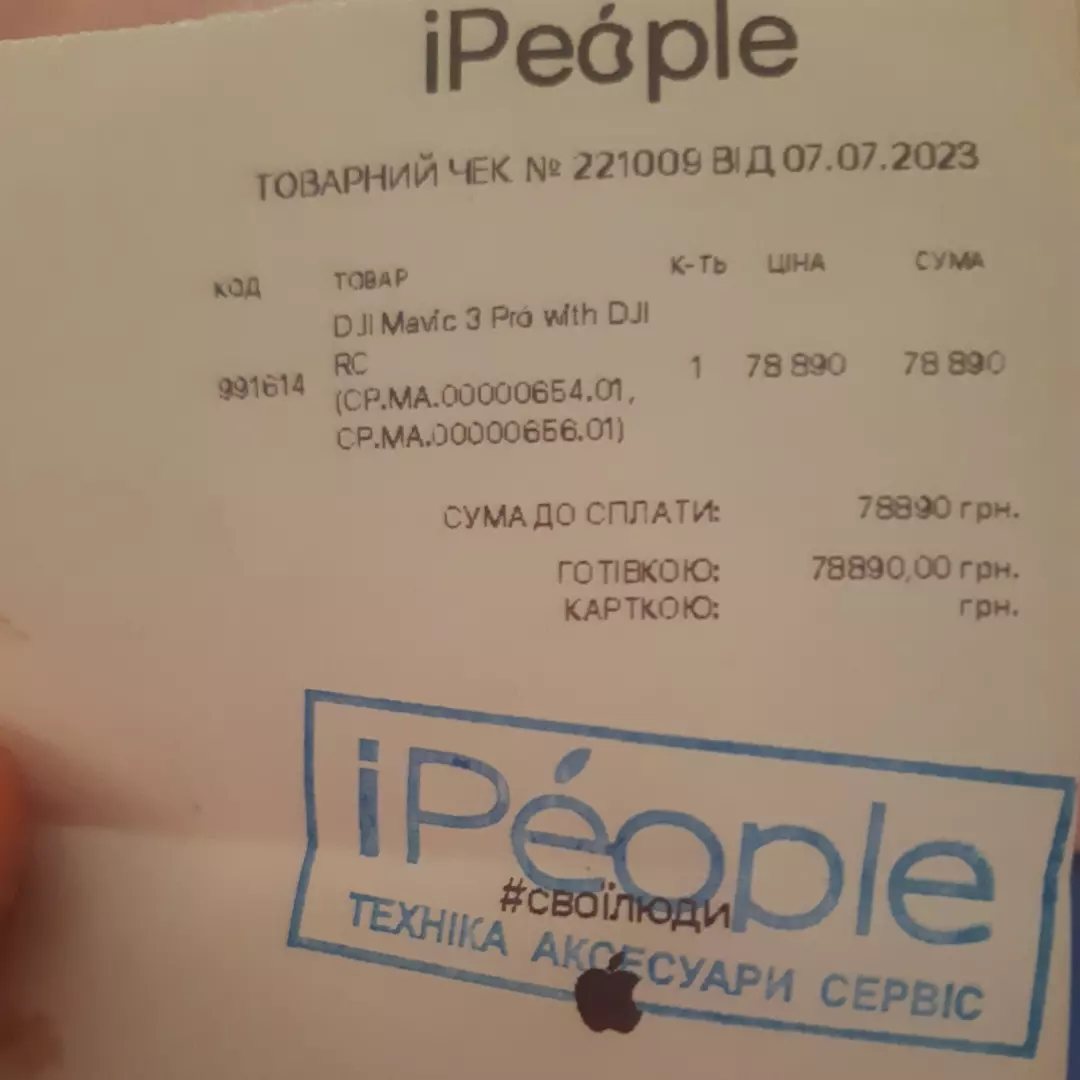 iPeople
ТОВАРНИЙ ЧЕК № 221009 ВІД 07.07.2023
КОД ТОВАР К-ТЬ ЦІНА СУМА
DJI Mavic 3 Pro with DJI
RC
991614 1 78 890 78 890
(CP.MA.00000654.01,
CP.MA.00000656.01)
СУМА ДО СПЛАТИ: 78890 грн.
ГОТІВКОЮ: 78890,00 грн.
КАРТКОЮ: грн.
iPeople
#своїлюди
ТЕХНІКА АКСЕСУАРИ СЕРВІС